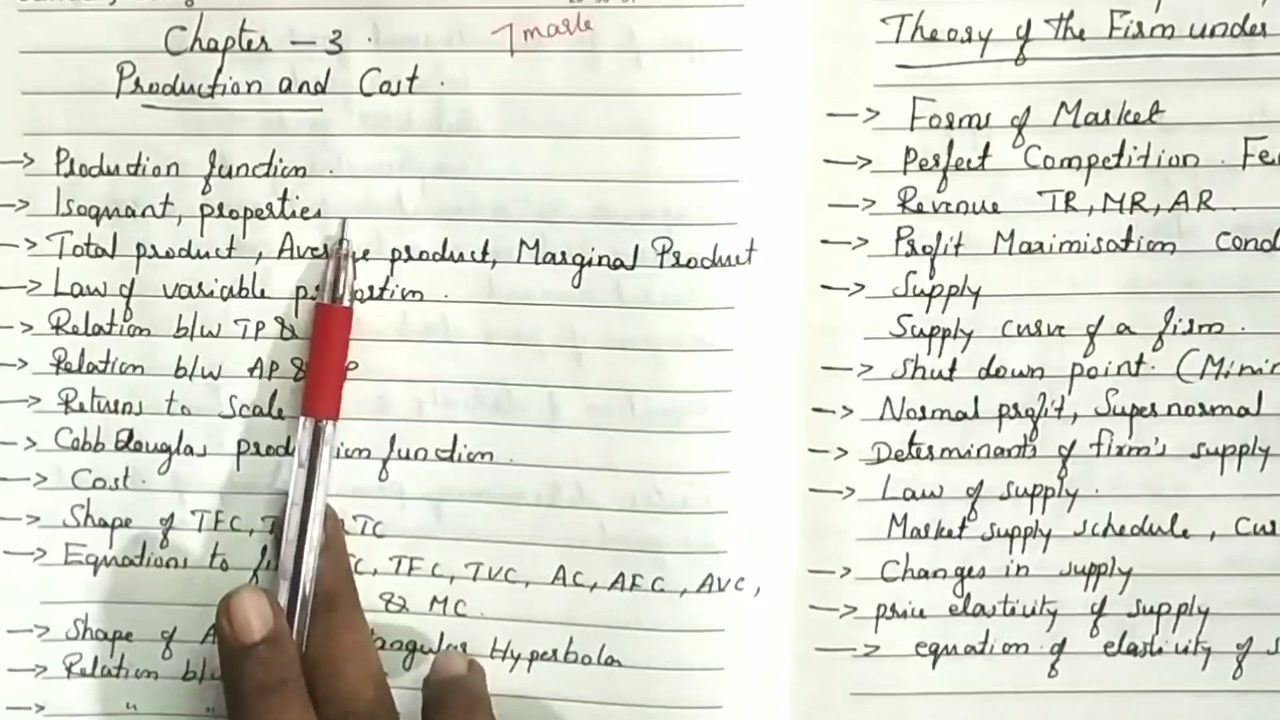 Chapter - 3.
7 mark
Production and Cost.
-> Production function.
-> Isoquant, properties
-> Total product, product, Marginal Product
-> Law of variable
-> Relation b/w TP &
-> Relation b/w AP &
-> Returns to Scale
-> Cobb Douglas function.
-> Cost.
-> Shape of TFC, TC
-> Equations to TFC, TVC, AC, AFC, AVC,
& MC.
-> Shape of Hyperbola
-> Relation b/w
-> " "
Theory of the Firm under
-> Forms of Market
-> Perfect Competition.
-> Revenue TR, MR, AR.
-> Profit Maximisation
-> Supply
Supply curve of a firm.
-> Shut down point.
-> Normal profit, Supernormal
-> Determinants of firm's supply
-> Law of supply.
Market supply schedule,
-> Changes in supply
-> price elasticity of supply
-> equation of elasticity of